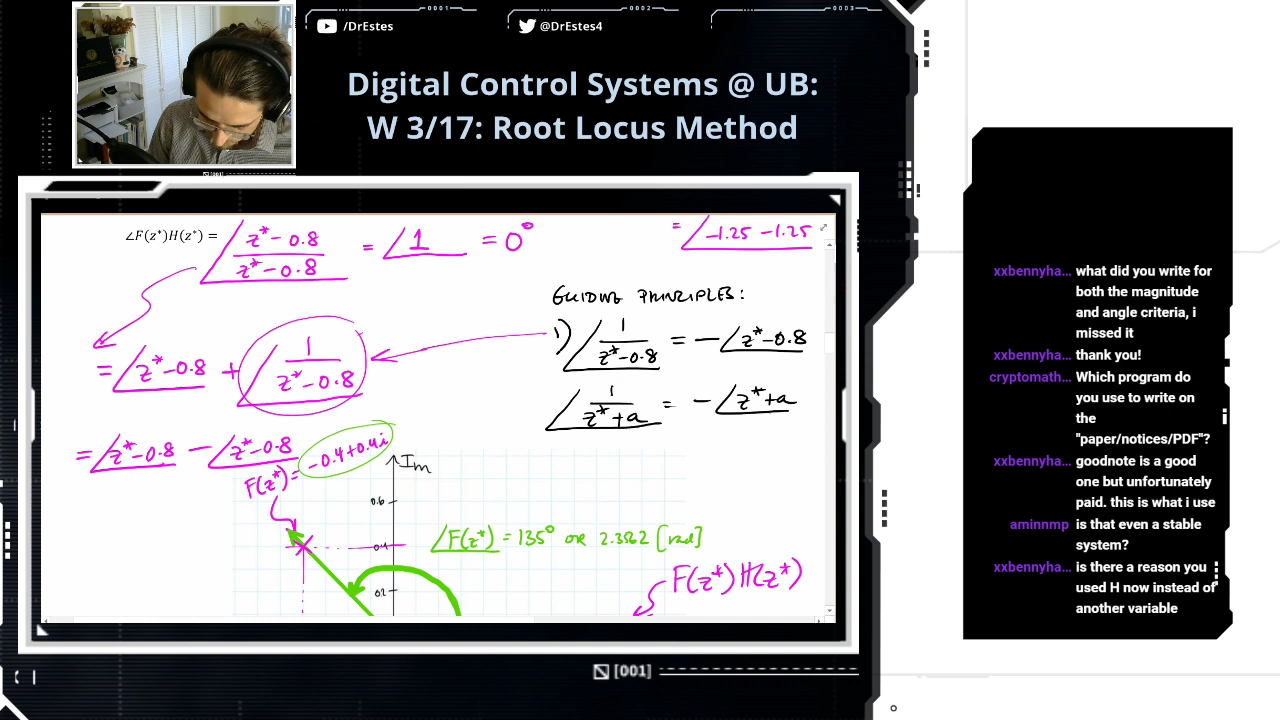 0001
0002
0003
/DrEstes
@DrEstes4
Digital Control Systems @ UB:
W 3/17: Root Locus Method
[001]
∠F(z*)H(z*) = ∠ z*-0.8 / z*-0.8 = ∠1 = 0°
= ∠-1.25 -1.25
GUIDING PRINCIPLES:
= ∠z*-0.8 + ∠ 1 / z*-0.8
1) ∠ 1 / z*-0.8 = -∠z*-0.8
∠ 1 / z*+a = -∠z*+a
= ∠z*-0.8 - ∠z*-0.8
F(z*) = -0.4+0.4i
Im
0.6
∠F(z*) = 135° or 2.3562 [rad]
0.4
F(z*)H(z*)
0.2
[001]
xxbennyha... what did you write for
both the magnitude
and angle criteria, i
missed it
xxbennyha... thank you!
cryptomath... Which program do
you use to write on
the
"paper/notices/PDF"?
xxbennyha... goodnote is a good
one but unfortunately
paid. this is what i use
aminnmp is that even a stable
system?
xxbennyha... is there a reason you
used H now instead of
another variable